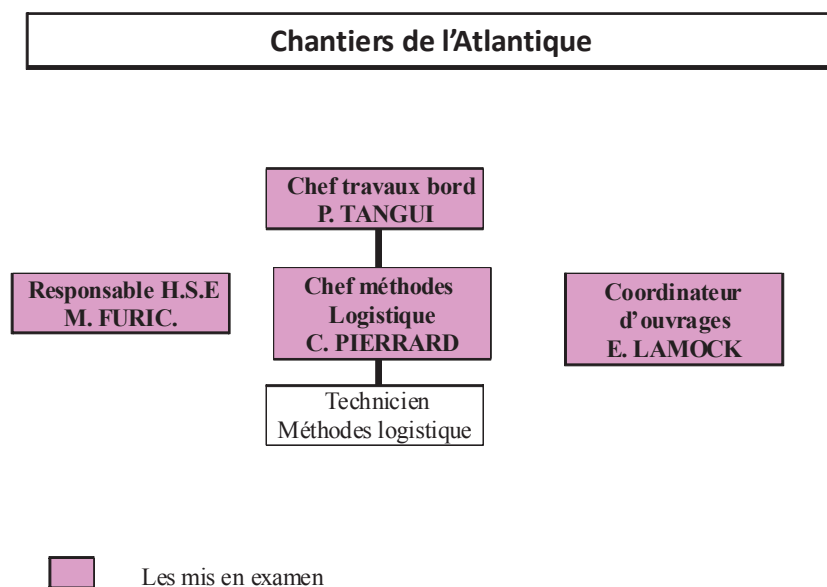 Chantiers de l'Atlantique
Chef travaux bord
P. TANGUI
Responsable H.S.E
M. FURIC.
Chef méthodes
Logistique
C. PIERRARD
Coordinateur
d'ouvrages
E. LAMOCK
Technicien
Méthodes logistique
Les mis en examen